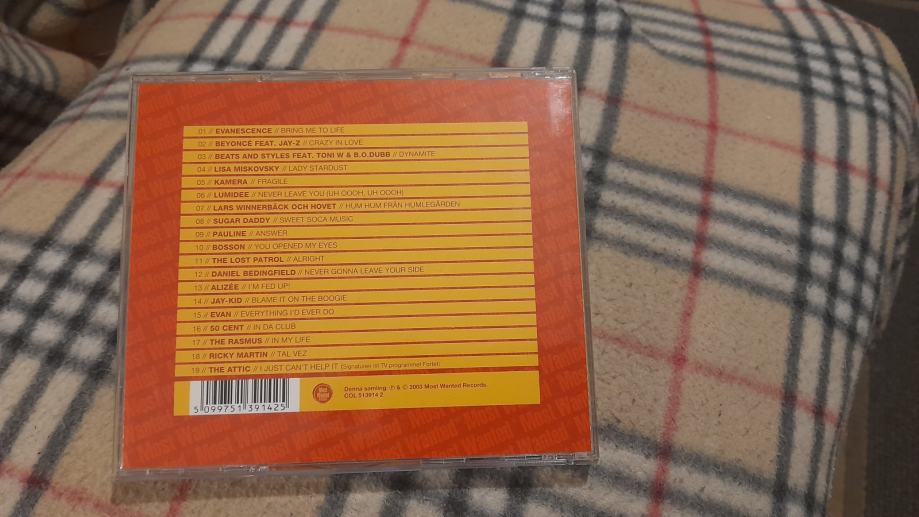 01 // EVANESCENCE // BRING ME TO LIFE
02 // BEYONCÉ FEAT. JAY-Z // CRAZY IN LOVE
03 // BEATS AND STYLES FEAT. TONI W & B.O.DUBB // DYNAMITE
04 // LISA MISKOVSKY // LADY STARDUST
05 // KAMERA // FRAGILE
06 // LUMIDEE // NEVER LEAVE YOU (UH OOOH, UH OOOH)
07 // LARS WINNERBÄCK OCH HOVET // HUM HUM FRÅN HUMLEGÅRDEN
08 // SUGAR DADDY // SWEET SOCA MUSIC
09 // PAULINE // ANSWER
10 // BOSSON // YOU OPENED MY EYES
11 // THE LOST PATROL // ALRIGHT
12 // DANIEL BEDINGFIELD // NEVER GONNA LEAVE YOUR SIDE
13 // ALIZÉE // I'M FED UP!
14 // JAY-KID // BLAME IT ON THE BOOGIE
15 // EVAN // EVERYTHING I'D EVER DO
16 // 50 CENT // IN DA CLUB
17 // THE RASMUS // IN MY LIFE
18 // RICKY MARTIN // TAL VEZ
19 // THE ATTIC // I JUST CAN'T HELP IT (Signaturen till TV programmet Fortet)
Denna samling ℗ & © 2003 Most Wanted Records.
COL 513914 2
5 099751 391425